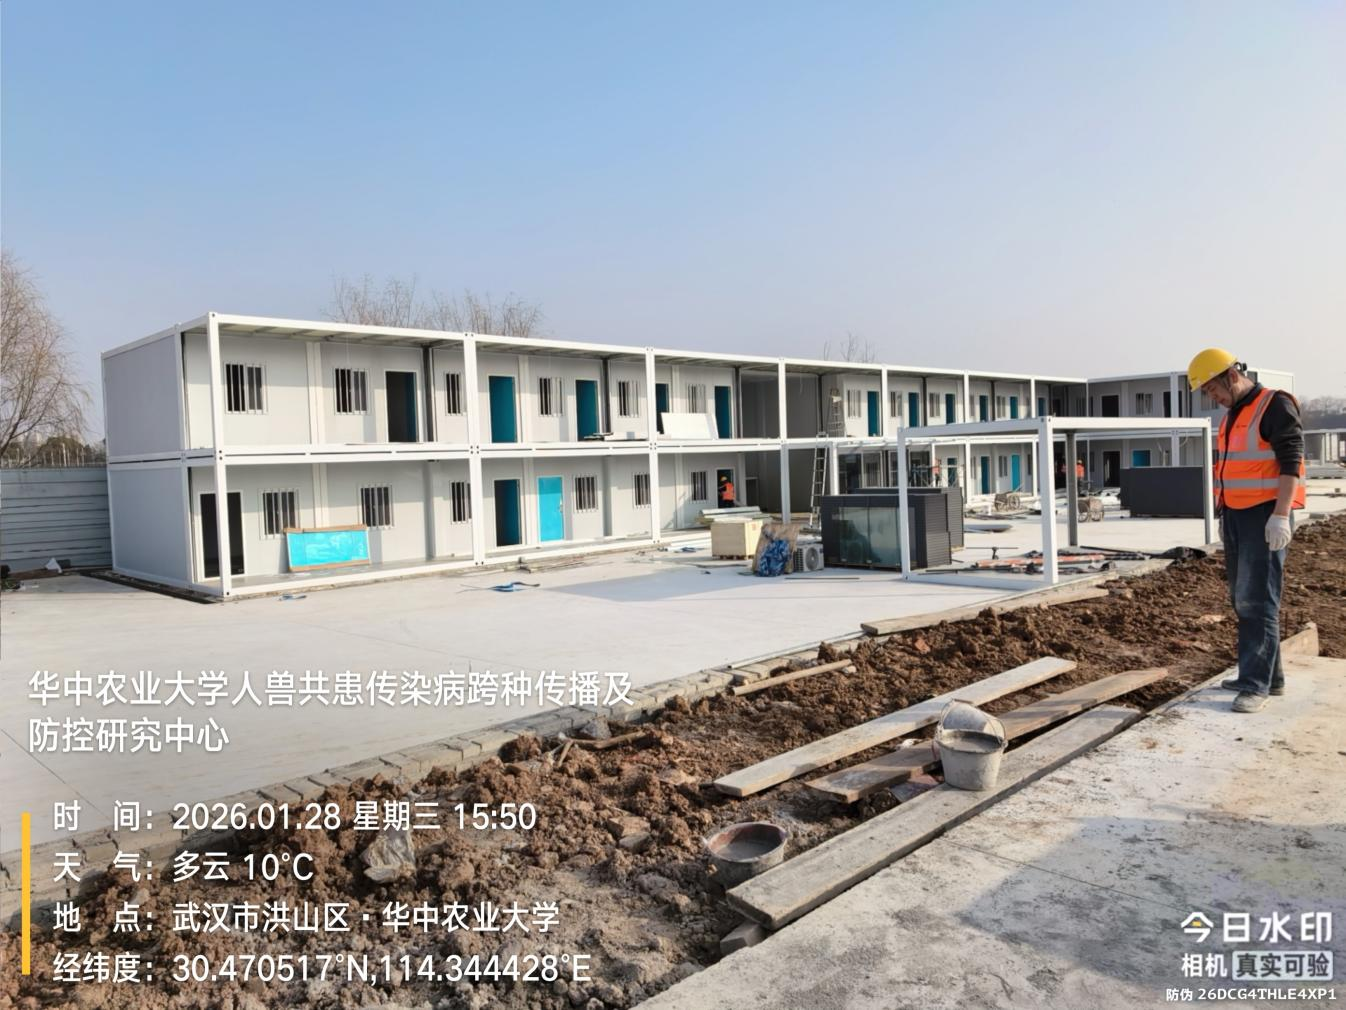 华中农业大学人兽共患传染病跨种传播及
防控研究中心
时 间：2026.01.28 星期三 15:50
天 气：多云 10°C
地 点：武汉市洪山区·华中农业大学
经纬度：30.470517°N,114.344428°E
今日水印
相机 真实可验
防伪 26DCG4THLE4XP1